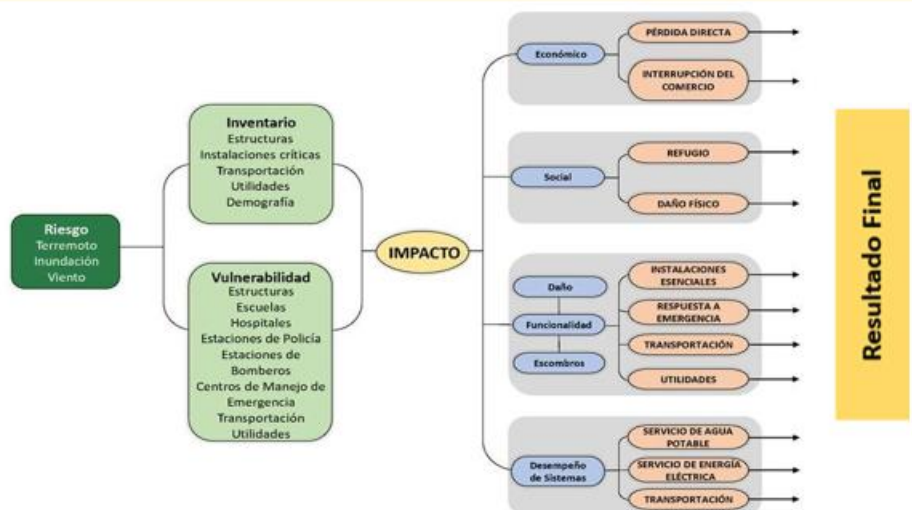 Riesgo
Terremoto
Inundación
Viento
Inventario
Estructuras
Instalaciones críticas
Transportación
Utilidades
Demografía
Vulnerabilidad
Estructuras
Escuelas
Hospitales
Estaciones de Policía
Estaciones de
Bomberos
Centros de Manejo de
Emergencia
Transportación
Utilidades
IMPACTO
Económico
PÉRDIDA DIRECTA
INTERRUPCIÓN DEL
COMERCIO
Social
REFUGIO
DAÑO FÍSICO
Daño
Funcionalidad
Escombros
INSTALACIONES
ESENCIALES
RESPUESTA A
EMERGENCIA
TRANSPORTACIÓN
UTILIDADES
Desempeño
de Sistemas
SERVICIO DE AGUA
POTABLE
SERVICIO DE ENERGÍA
ELÉCTRICA
TRANSPORTACIÓN
Resultado Final